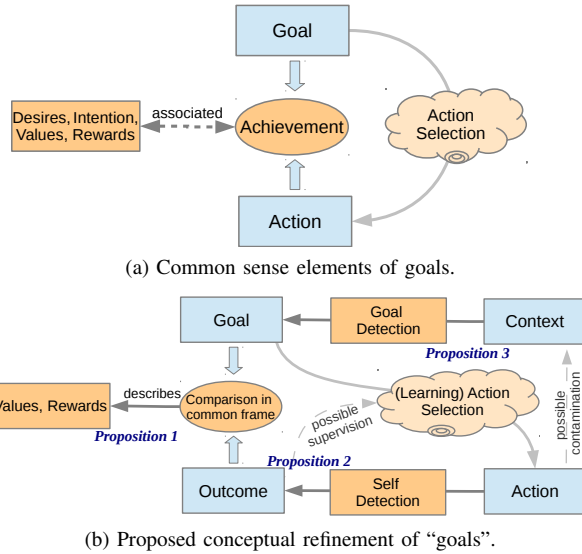 Goal
Desires, Intention,
Values, Rewards
associated
Achievement
Action
Selection
Action
(a) Common sense elements of goals.
Goal
Goal
Detection
Context
Proposition 3
Values, Rewards
describes
Comparison in
common frame
(Learning) Action
Selection
Proposition 1
possible
supervision
possible
contamination
Proposition 2
Outcome
Self
Detection
Action
(b) Proposed conceptual refinement of “goals”.